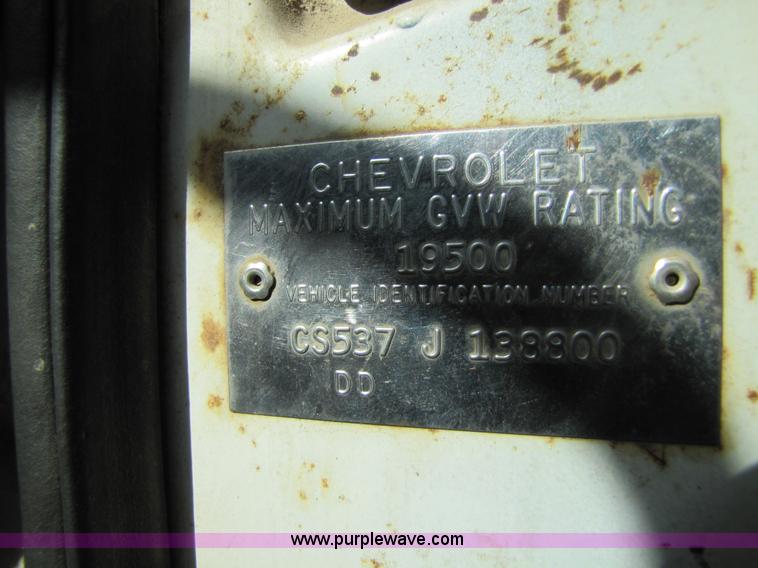 CHEVROLET
MAXIMUM GVW RATING
19500
VEHICLE IDENTIFICATION NUMBER
CS537 J 138800
DD
www.purplewave.com